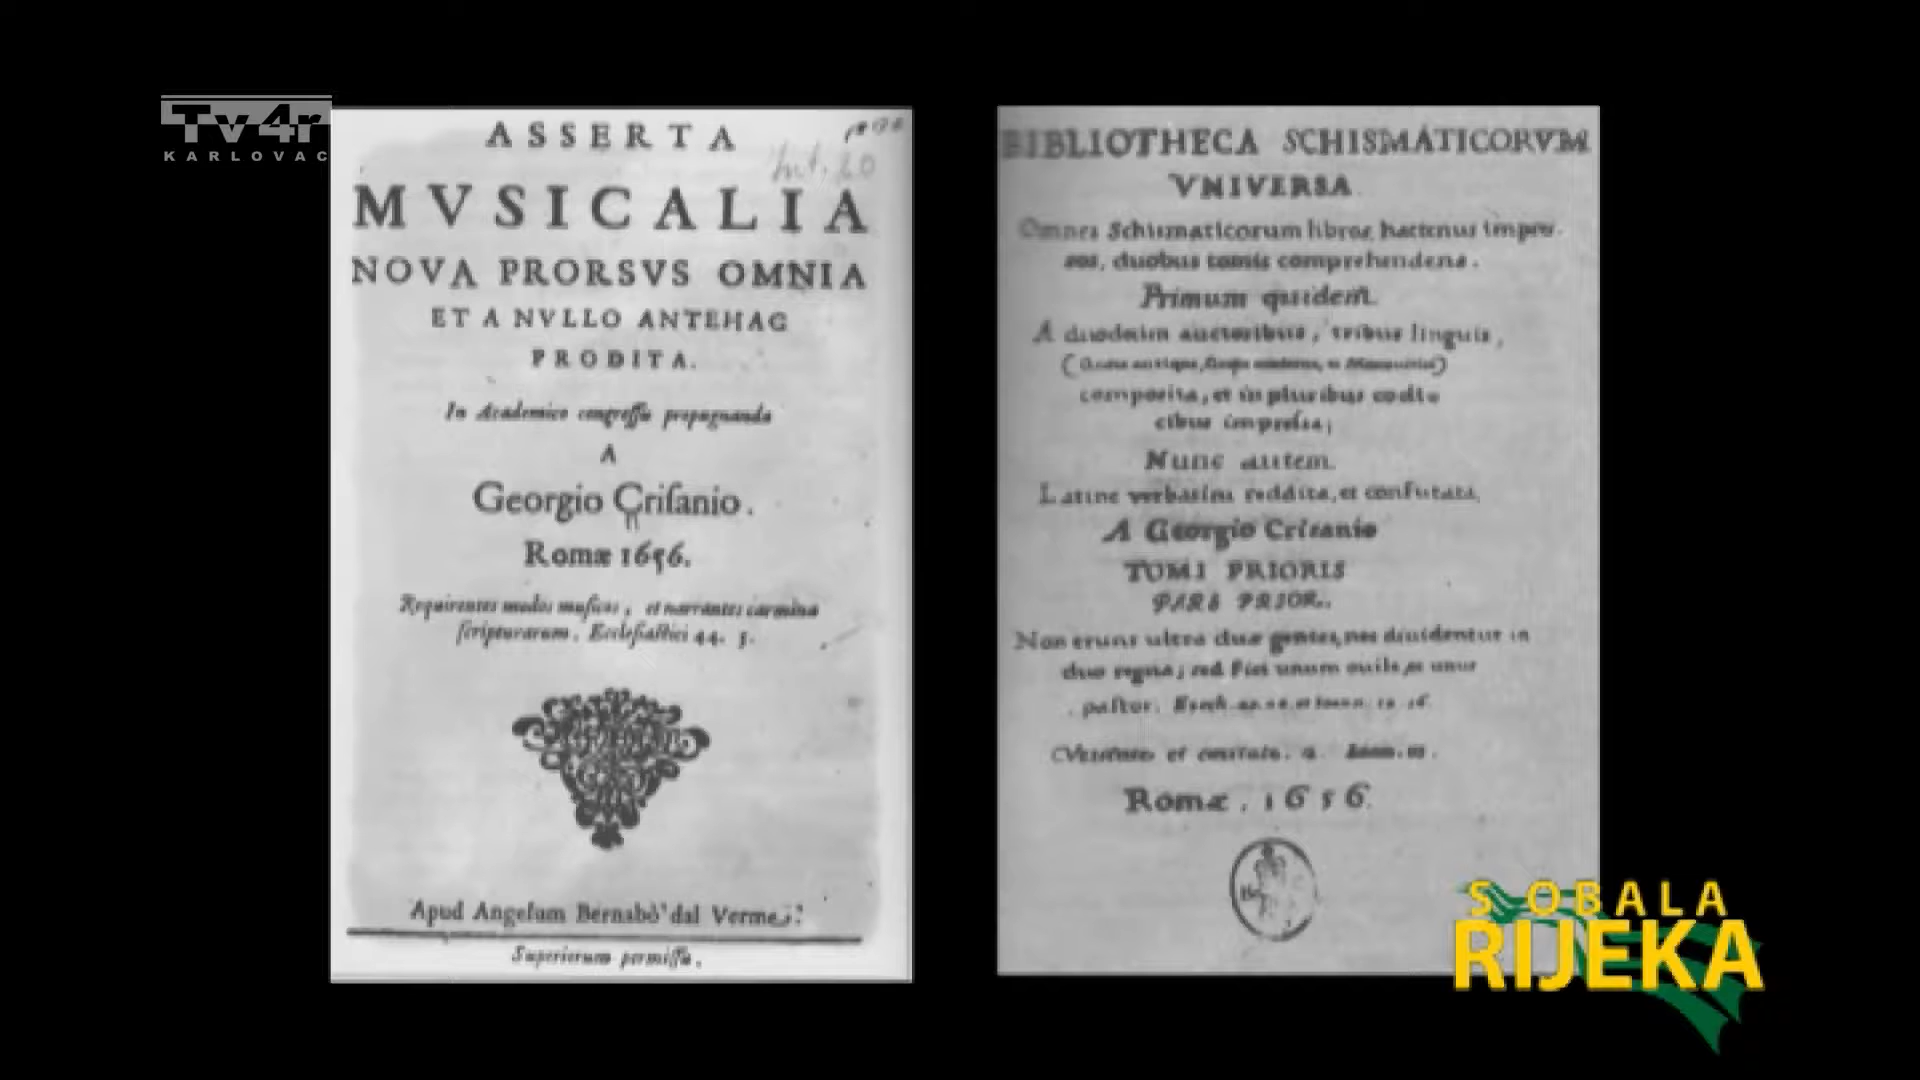 Tv4r
KARLOVAC
ASSERTA
MVSICALIA
NOVA PRORSVS OMNIA
ET A NVLLO ANTEHAC
PRODITA.
In Academico congressu propugnanda
A
Georgio Criſanio.
Romæ 1656.
Requirentes modos muſicos, et narrantes carmina
ſcripturarum. Eccleſiaſtici 44. 5.
Apud Angelum Bernabò dal Verme.
Superiorum permiſſu.
BIBLIOTHECA SCHISMATICORVM
VNIVERSA
Omnes Schismaticorum libros hactenus impres-
sos, duobus tomis comprehendens.
Primum quidem
A duodecim auctoribus, tribus linguis,
composita, et in pluribus codi-
cibus impreſsa;
Nunc autem
Latine verbatim reddita, et confutata,
A Georgio Crisanio
TOMI PRIORIS
PARS PRIOR.
Non erunt ultra duæ gentes, nec diuidentur in
duo regna; sed fiet unum ouile, et unus
paſtor.
Romæ. 1656.
S OBALA
RIJEKA